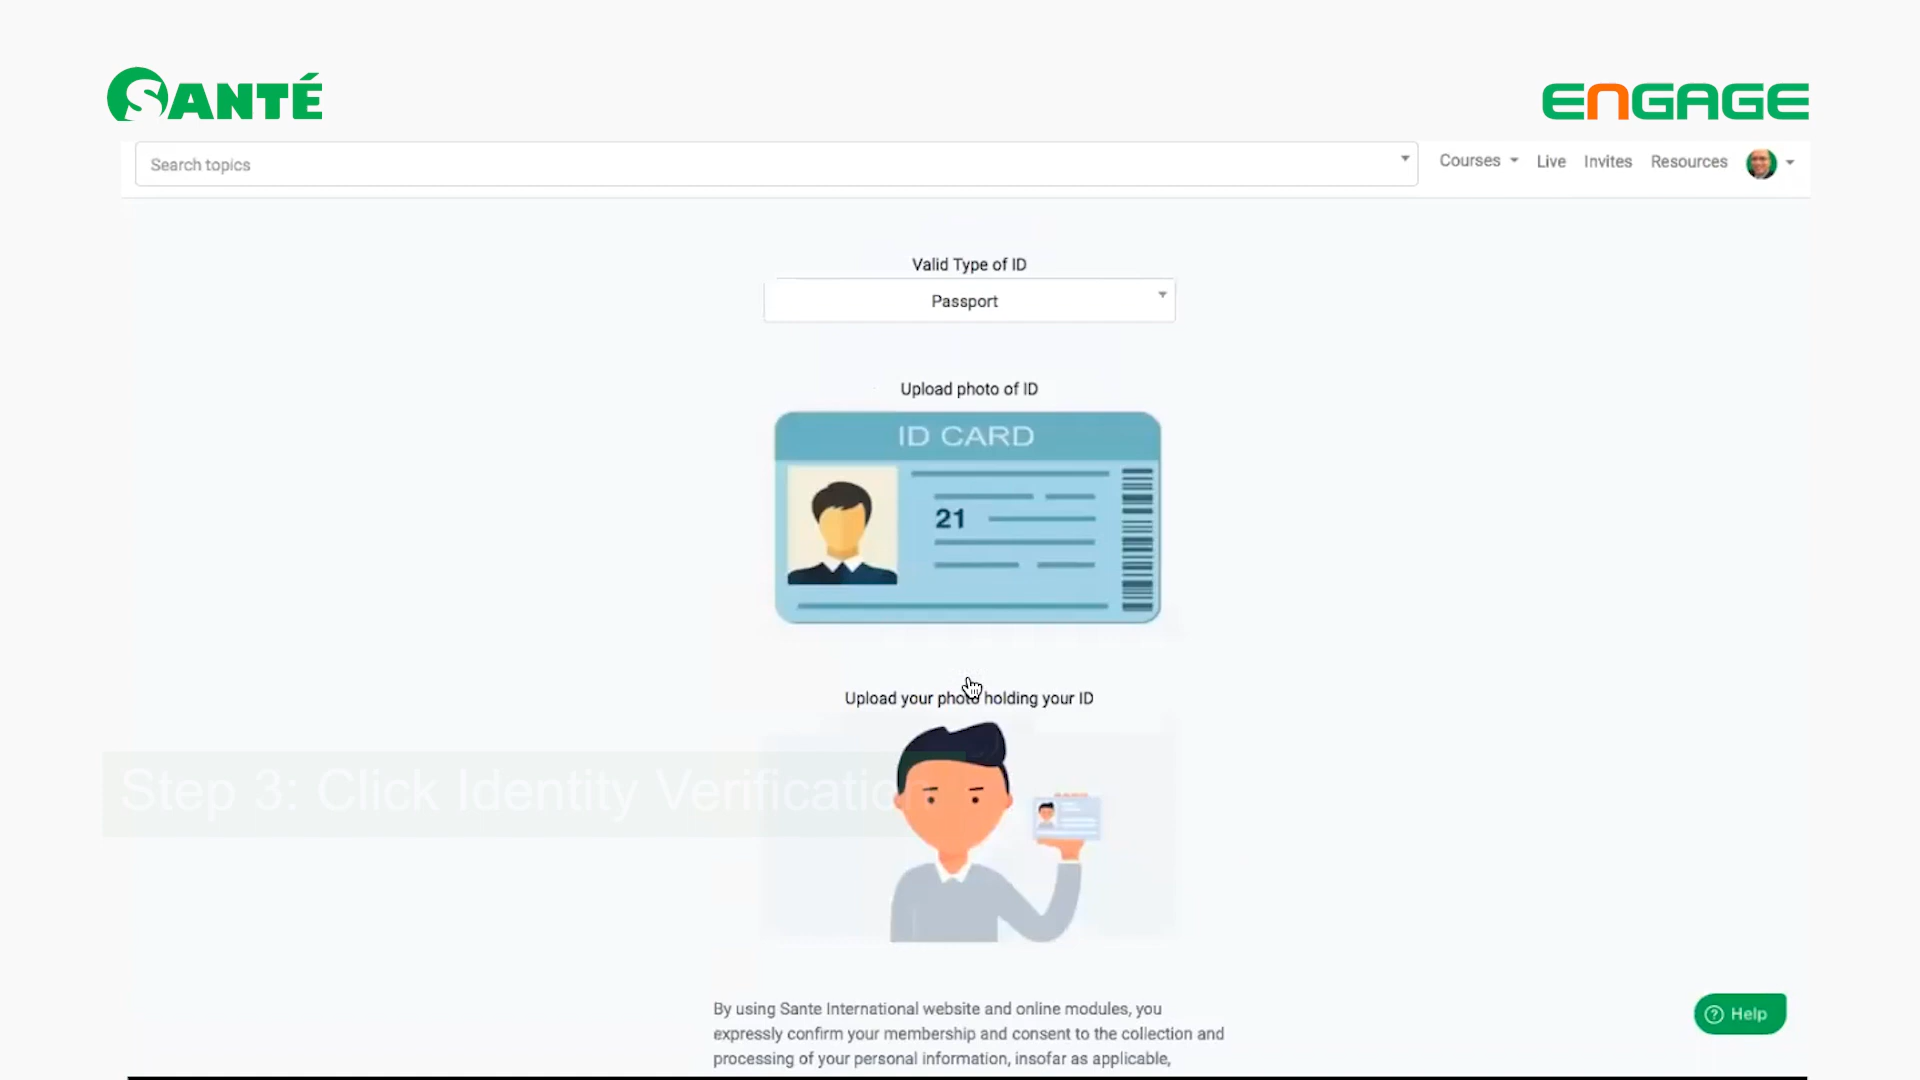 SANTÉ
ENGAGE
Search topics
Courses
Live
Invites
Resources
Valid Type of ID
Passport
Upload photo of ID
ID CARD
21
Upload your photo holding your ID
Step 3: Click Identity Verification
By using Sante International website and online modules, you
expressly confirm your membership and consent to the collection and
processing of your personal information, insofar as applicable,
Help